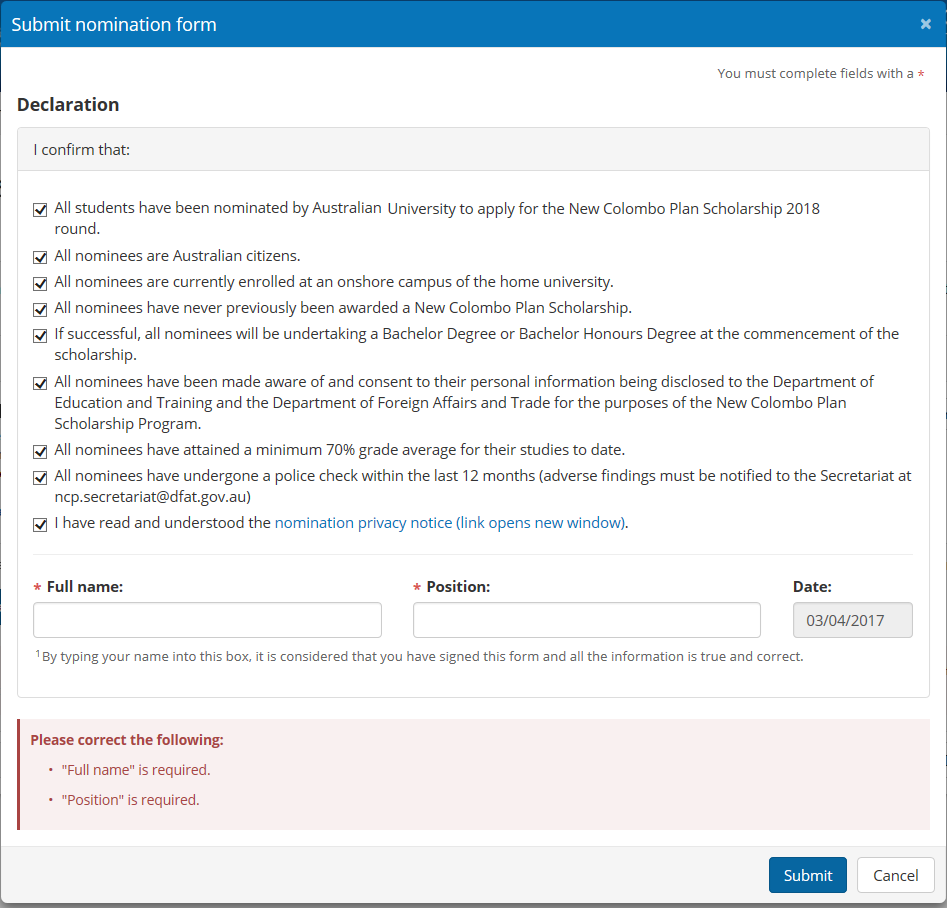 Submit nomination form ×
You must complete fields with a *
Declaration
I confirm that:
All students have been nominated by Australian University to apply for the New Colombo Plan Scholarship 2018
round.
All nominees are Australian citizens.
All nominees are currently enrolled at an onshore campus of the home university.
All nominees have never previously been awarded a New Colombo Plan Scholarship.
If successful, all nominees will be undertaking a Bachelor Degree or Bachelor Honours Degree at the commencement of the
scholarship.
All nominees have been made aware of and consent to their personal information being disclosed to the Department of
Education and Training and the Department of Foreign Affairs and Trade for the purposes of the New Colombo Plan
Scholarship Program.
All nominees have attained a minimum 70% grade average for their studies to date.
All nominees have undergone a police check within the last 12 months (adverse findings must be notified to the Secretariat at
ncp.secretariat@dfat.gov.au)
I have read and understood the nomination privacy notice (link opens new window).
* Full name: * Position: Date:
03/04/2017
¹By typing your name into this box, it is considered that you have signed this form and all the information is true and correct.
Please correct the following:
• "Full name" is required.
• "Position" is required.
Submit Cancel